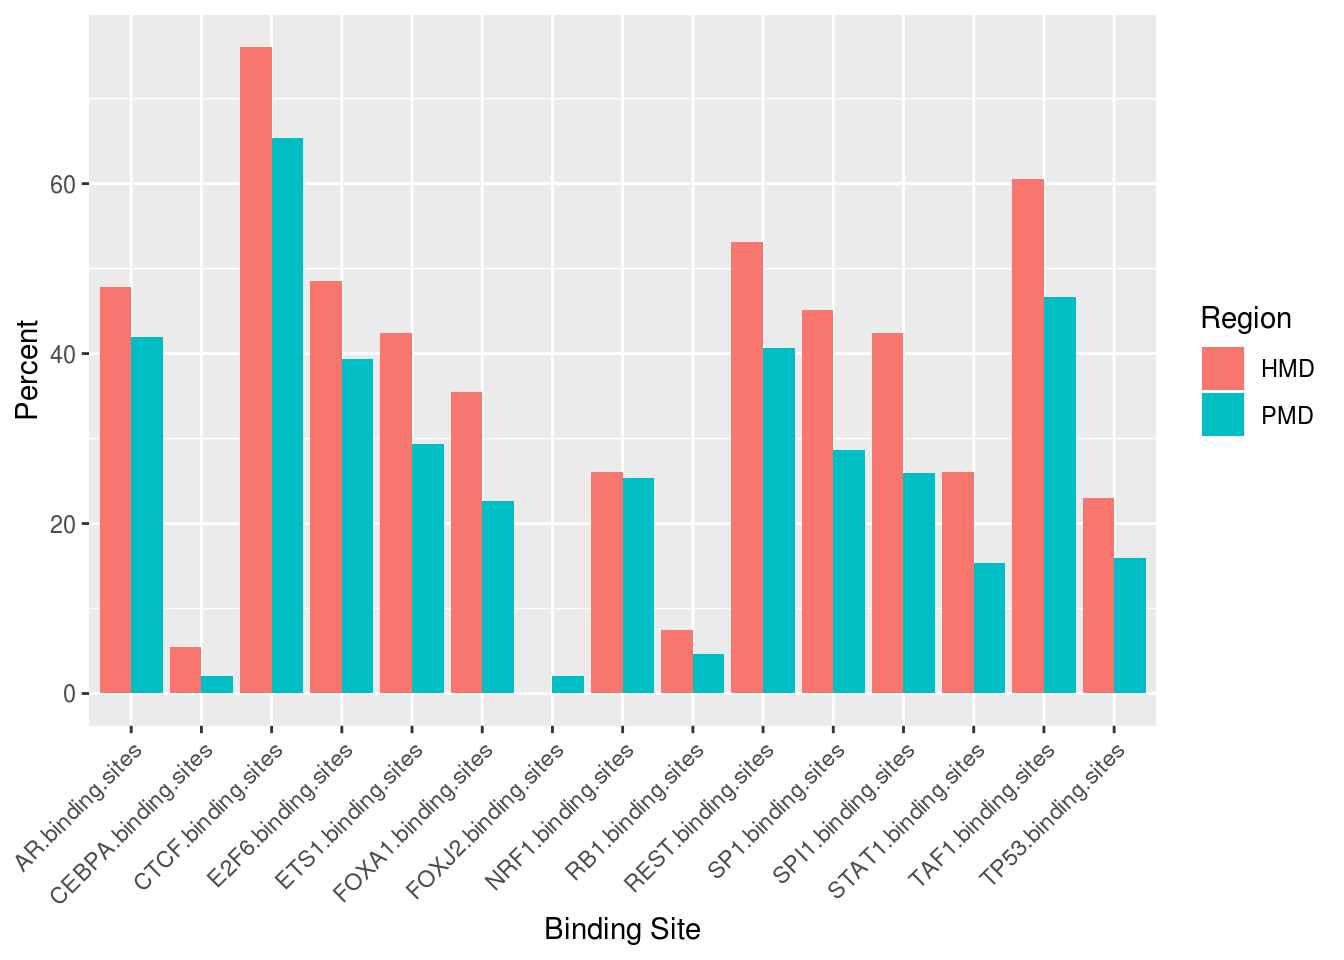 60
40
20
0
Percent
AR.binding.sites
CEBPA.binding.sites
CTCF.binding.sites
E2F6.binding.sites
ETS1.binding.sites
FOXA1.binding.sites
FOXJ2.binding.sites
NRF1.binding.sites
RB1.binding.sites
REST.binding.sites
SP1.binding.sites
SPI1.binding.sites
STAT1.binding.sites
TAF1.binding.sites
TP53.binding.sites
Binding Site
Region
HMD
PMD